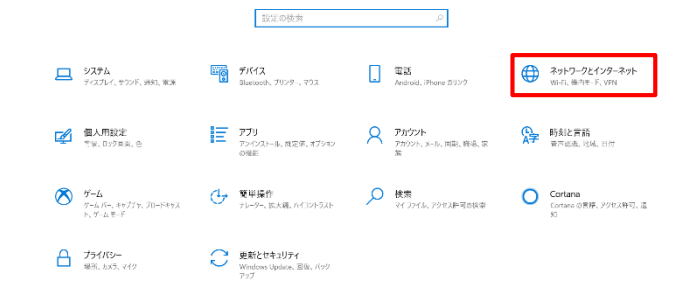 設定の検索
システム
ディスプレイ、サウンド、通知、電源
デバイス
Bluetooth、プリンター、マウス
電話
Android、iPhone のリンク
ネットワークとインターネット
Wi-Fi、機内モード、VPN
個人用設定
背景、ロック画面、色
アプリ
アンインストール、既定値、オプション
の機能
アカウント
アカウント、メール、同期、職場、家
族
時刻と言語
音声認識、地域、日付
ゲーム
ゲーム バー、キャプチャ、ブロードキャス
ト、ゲーム モード
簡単操作
ナレーター、拡大鏡、ハイコントラスト
検索
マイ ファイル、アクセス許可の検索
Cortana
Cortana の言語、アクセス許可、通
知
プライバシー
場所、カメラ、マイク
更新とセキュリティ
Windows Update、回復、バック
アップ